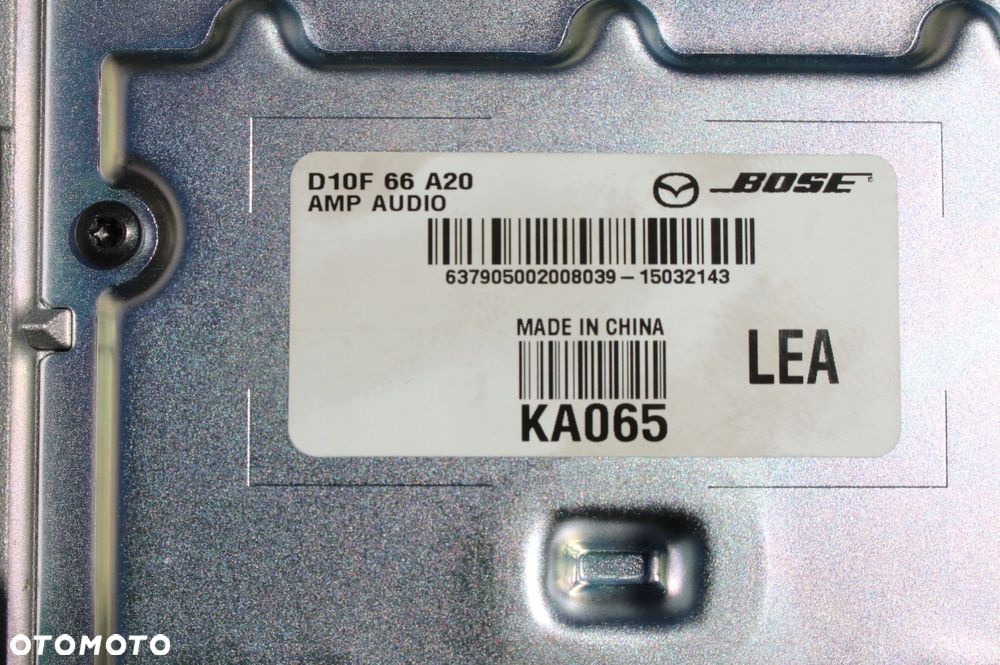 D10F 66 A20
AMP AUDIO
BOSE
637905002008039-15032143
MADE IN CHINA
LEA
KA065
OTOMOTO